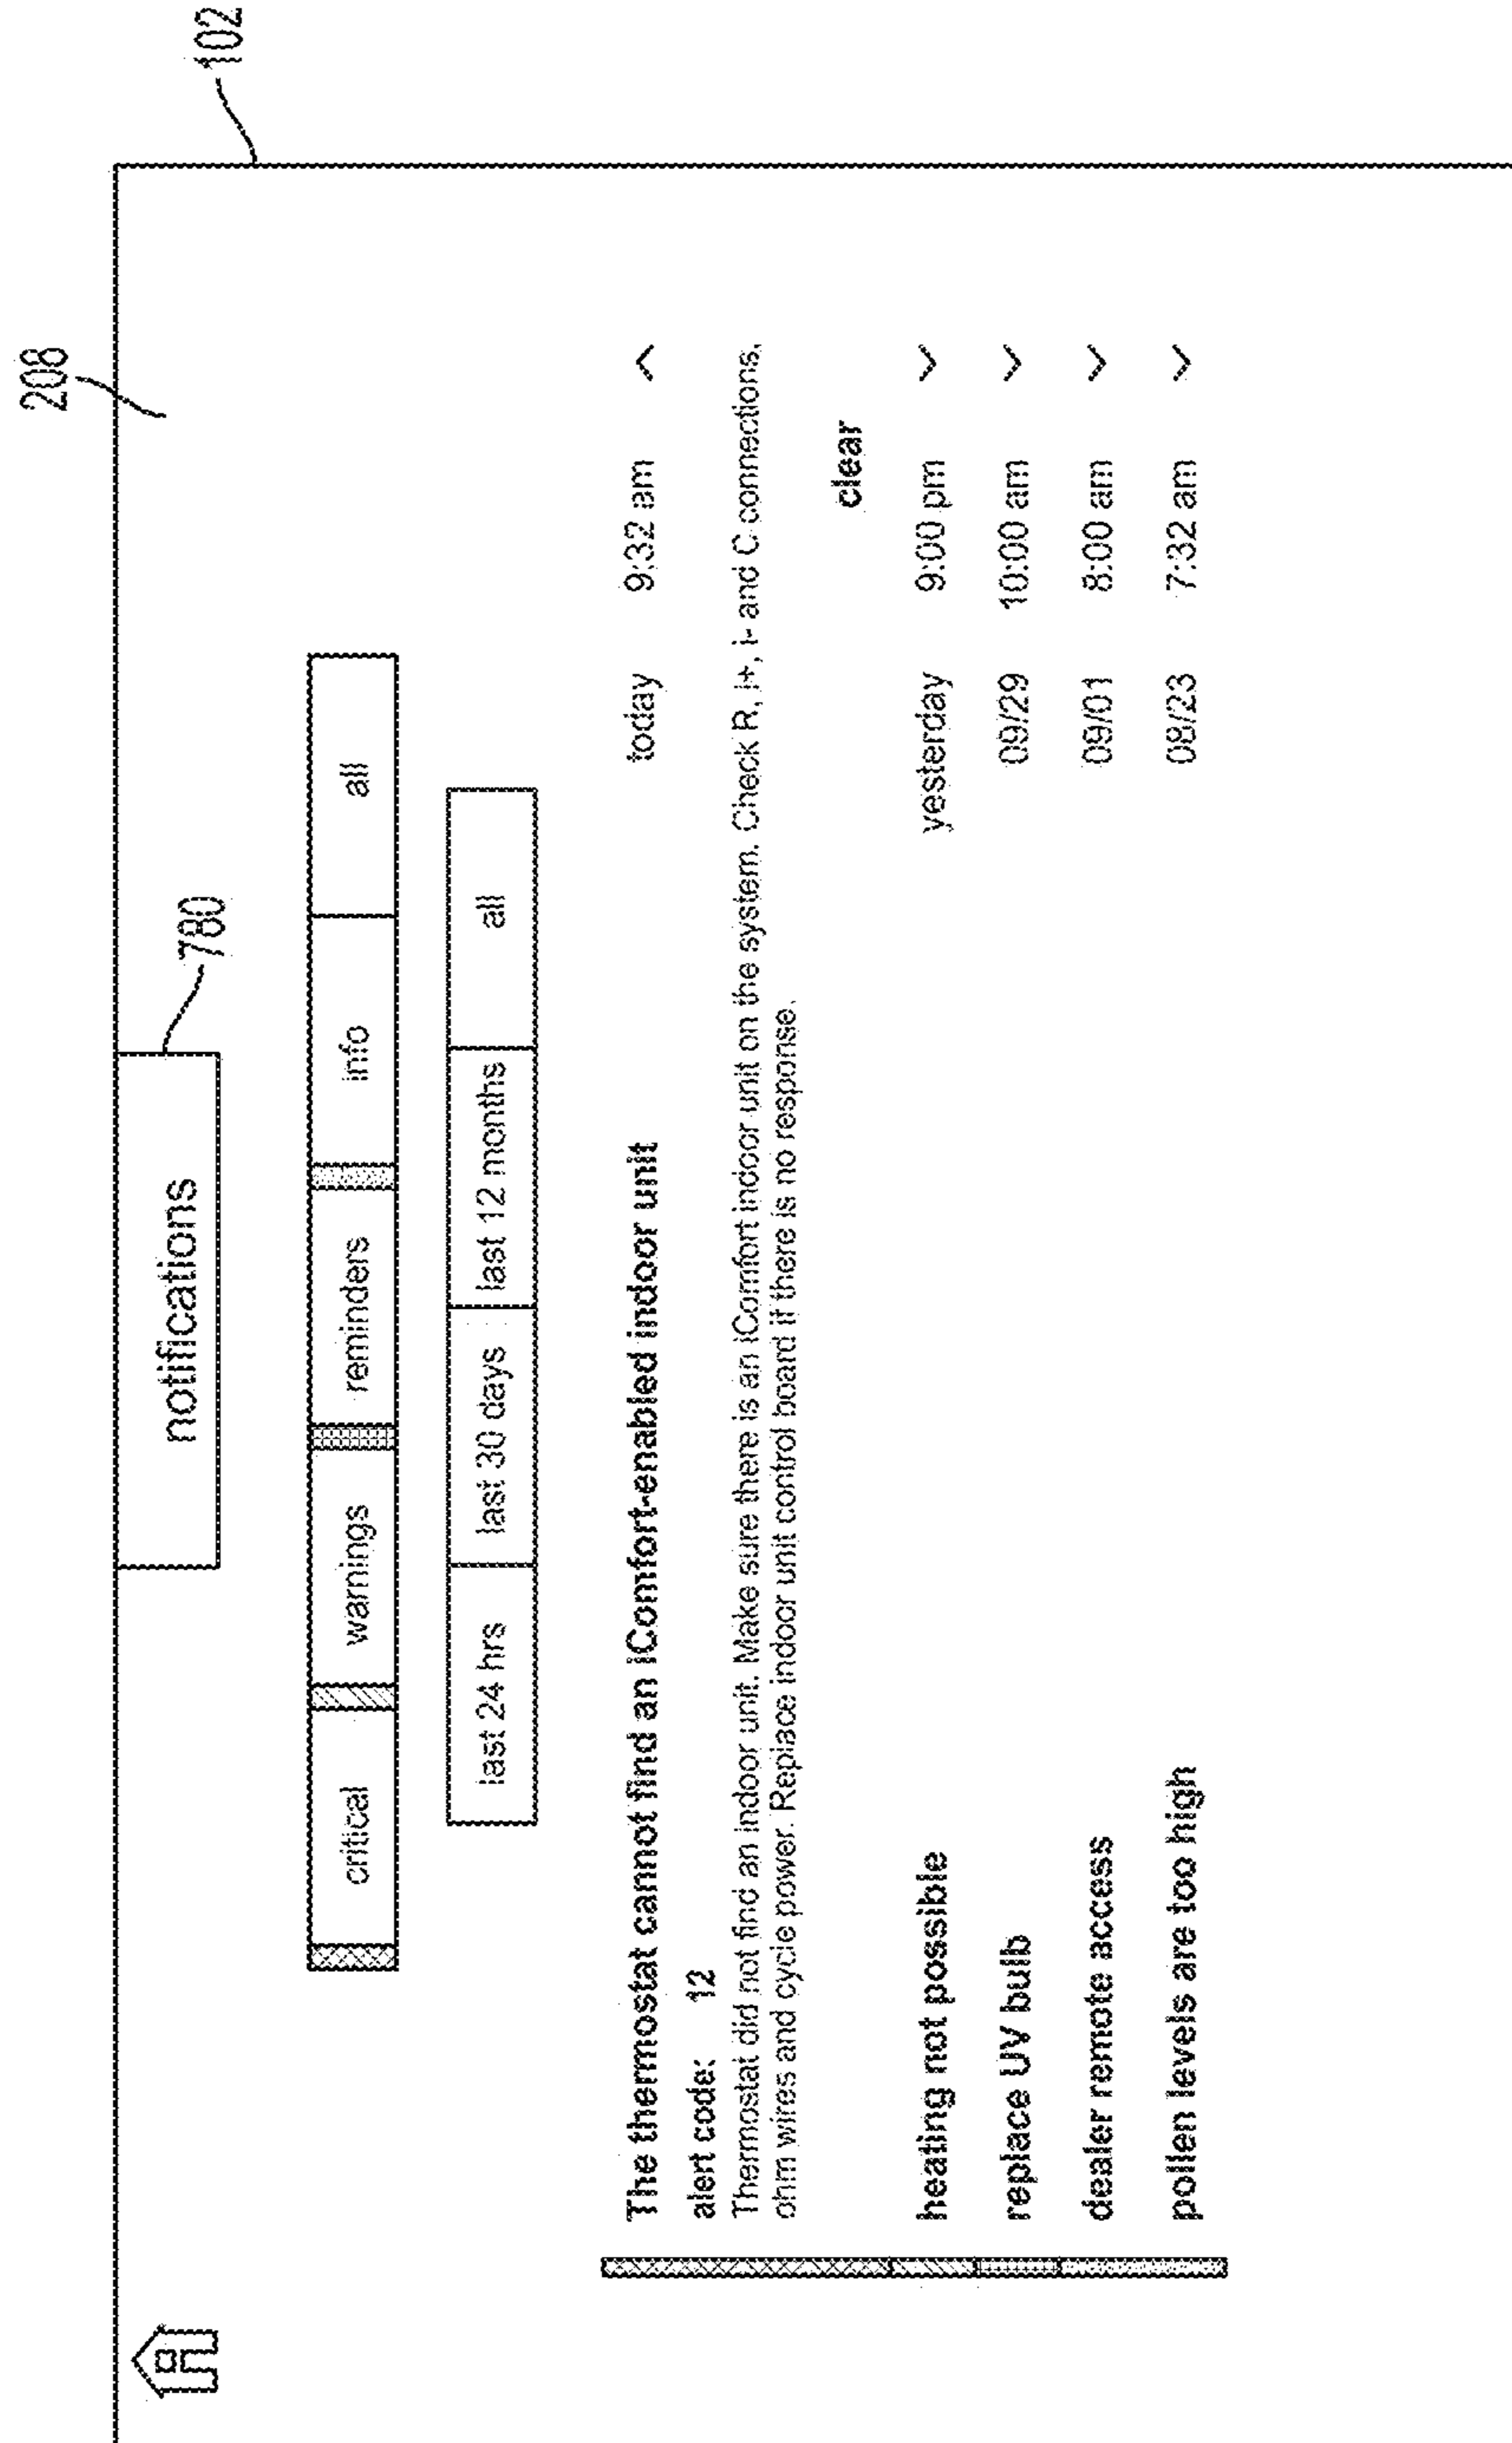 102
208
780
notifications
critical warnings reminders info all
last 24 hrs last 30 days last 12 months all
The thermostat cannot find an iComfort-enabled indoor unit today 9:32 am
alert code: 12
Thermostat did not find an indoor unit. Make sure there is an iComfort indoor unit on the system. Check R, i+, i- and C connections,
ohm wires and cycle power. Replace indoor unit control board if there is no response.
clear
heating not possible yesterday 9:00 pm
replace UV bulb 09/29 10:00 am
dealer remote access 09/01 8:00 am
pollen levels are too high 08/23 7:32 am